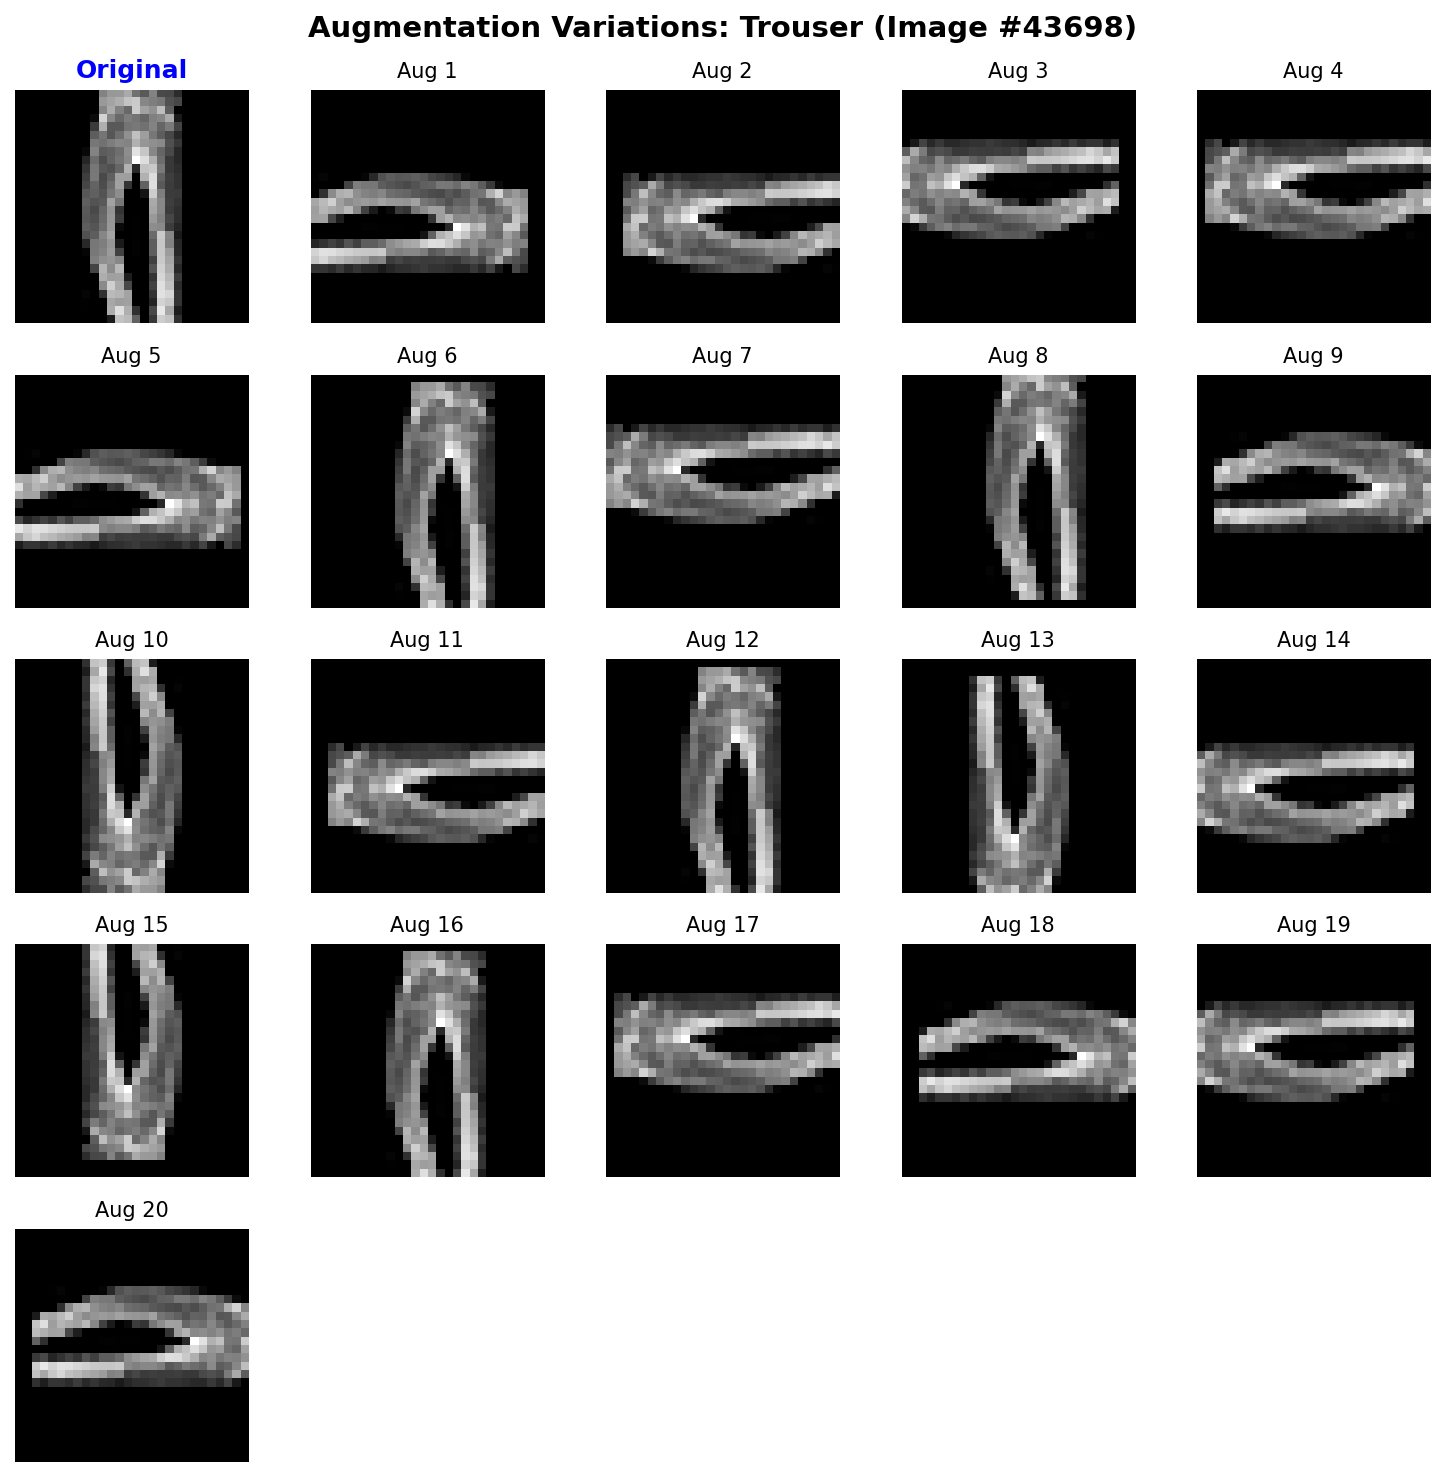 Augmentation Variations: Trouser (Image #43698)
Original
Aug 1
Aug 2
Aug 3
Aug 4
Aug 5
Aug 6
Aug 7
Aug 8
Aug 9
Aug 10
Aug 11
Aug 12
Aug 13
Aug 14
Aug 15
Aug 16
Aug 17
Aug 18
Aug 19
Aug 20